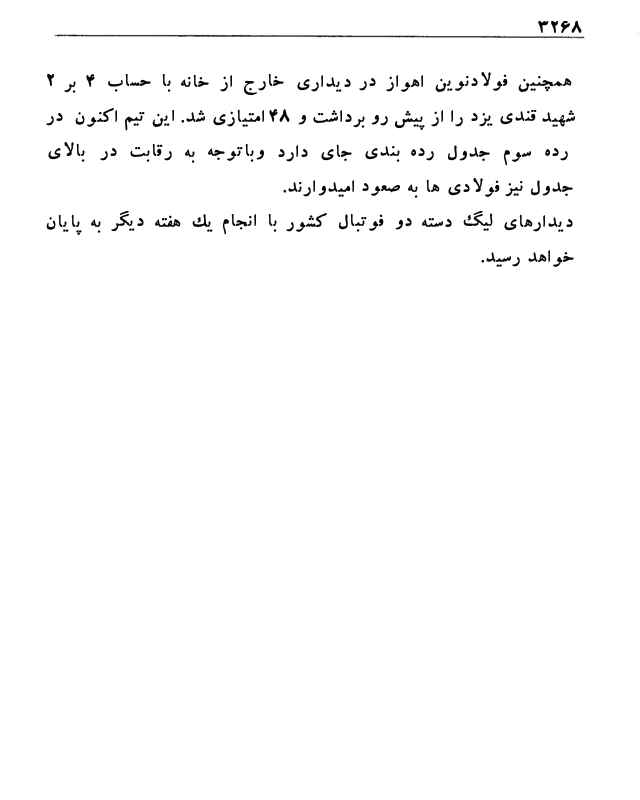 ۳۲۶۸
همچنین فولادنوین اهواز در دیداری خارج از خانه با حساب ۴ بر ۲
شهید قندی یزد را از پیش رو برداشت و ۴۸ امتیازی شد. این تیم اکنون در
رده سوم جدول رده بندی جای دارد وباتوجه به رقابت در بالای
جدول نیز فولادی ها به صعود امیدوارند.
دیدارهای لیگ دسته دو فوتبال کشور با انجام یك هفته دیگر به پایان
خواهد رسید.